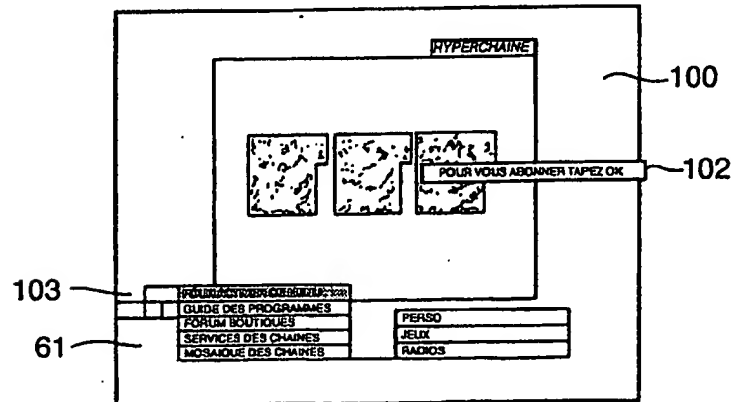 HYPERCHAINE
100
POUR VOUS ABONNER TAPEZ OK
102
103
GUIDE DES PROGRAMMES
FORUM BOUTIQUES
SERVICES DES CHAINES
MOSAIQUE DES CHAINES
PERSO
JEUX
RADIOS
61